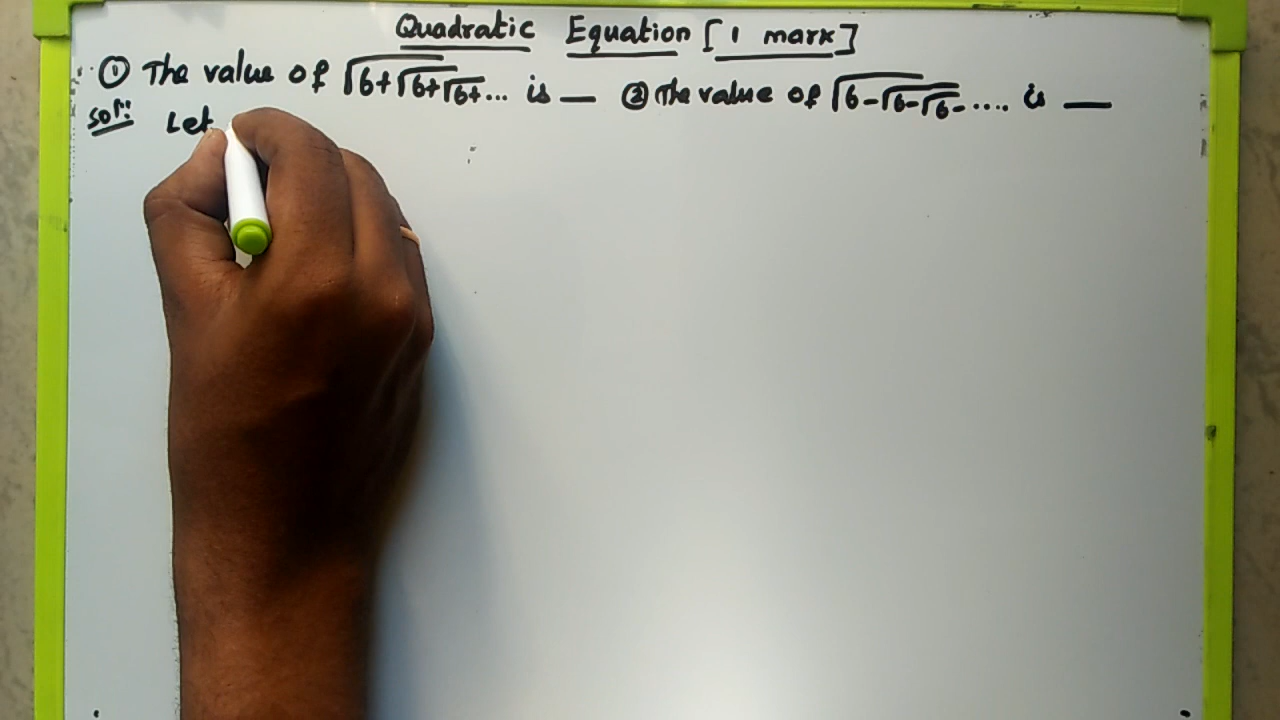 Quadratic Equation [1 mark]
① The value of √6+√6+√6+... is __ ② The value of √6-√6-√6-.... is __
Sol:: Let